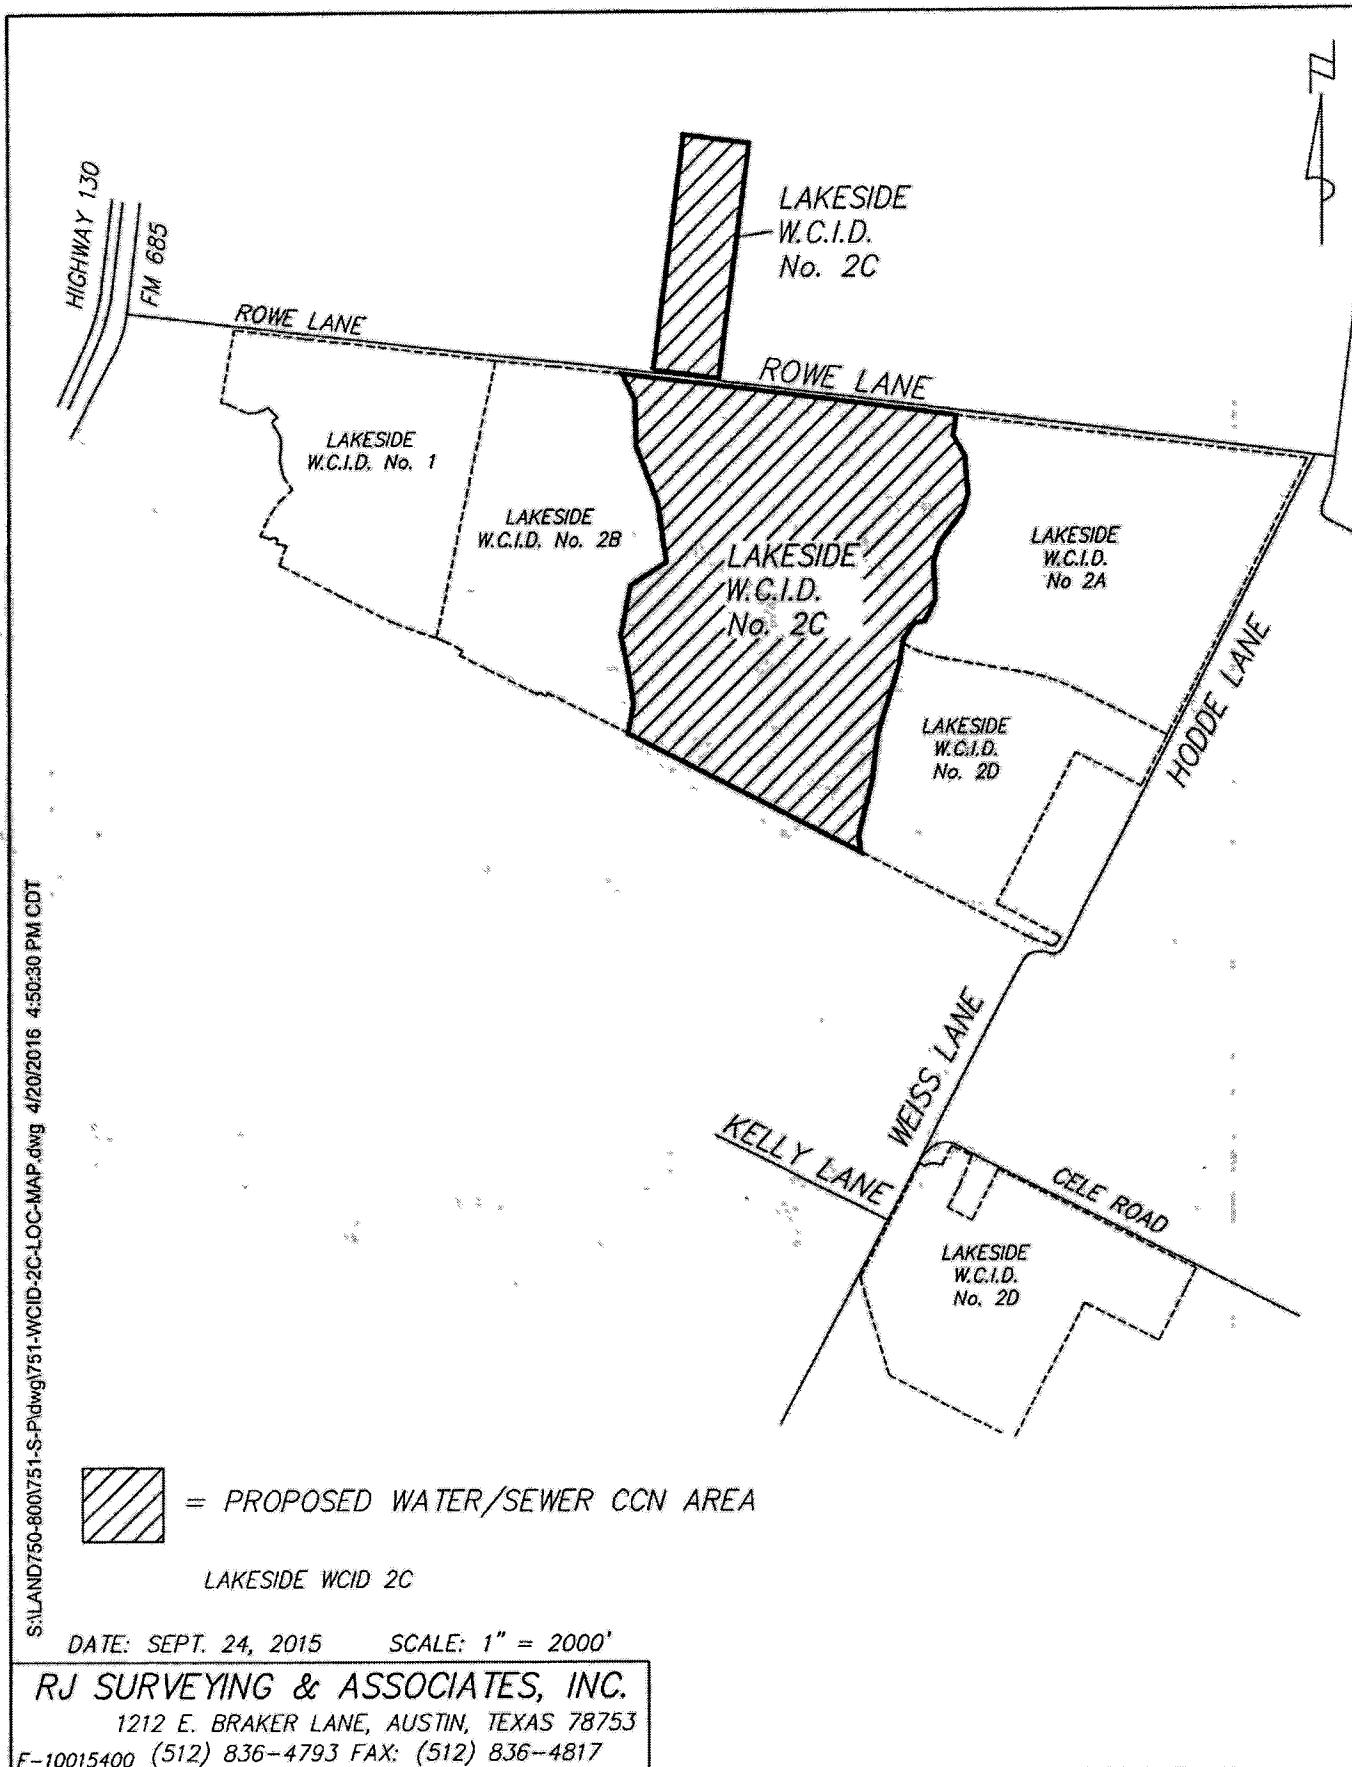 HIGHWAY 130
FM 685
LAKESIDE
W.C.I.D.
No. 2C
ROWE LANE
ROWE LANE
LAKESIDE
W.C.I.D. No. 1
LAKESIDE
W.C.I.D. No. 2B
LAKESIDE
W.C.I.D.
No. 2C
LAKESIDE
W.C.I.D.
No 2A
HODDE LANE
LAKESIDE
W.C.I.D.
No. 2D
WEISS LANE
KELLY LANE
CELE ROAD
LAKESIDE
W.C.I.D.
No. 2D
S:\LAND750-800\751-S-P\dwg\751-WCID-2C-LOC-MAP.dwg 4/20/2016 4:50:30 PM CDT
= PROPOSED WATER/SEWER CCN AREA
LAKESIDE WCID 2C
DATE: SEPT. 24, 2015 SCALE: 1" = 2000'
RJ SURVEYING & ASSOCIATES, INC.
1212 E. BRAKER LANE, AUSTIN, TEXAS 78753
F-10015400 (512) 836-4793 FAX: (512) 836-4817